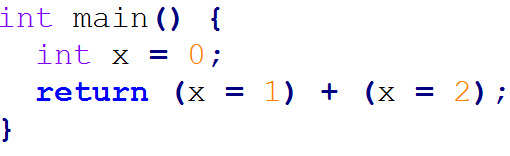 int main() {
  int x = 0;
  return (x = 1) + (x = 2);
}